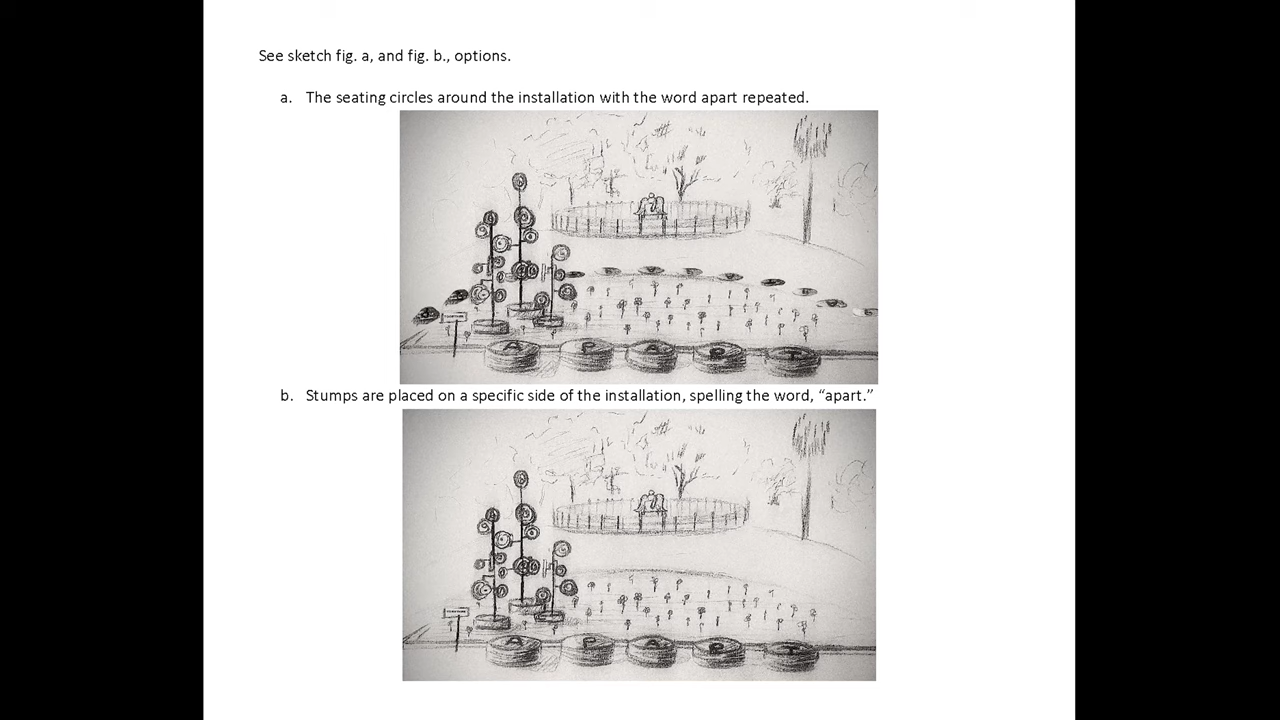 See sketch fig. a, and fig. b., options.
a. The seating circles around the installation with the word apart repeated.
A P A R T
b. Stumps are placed on a specific side of the installation, spelling the word, “apart.”
A P A R T